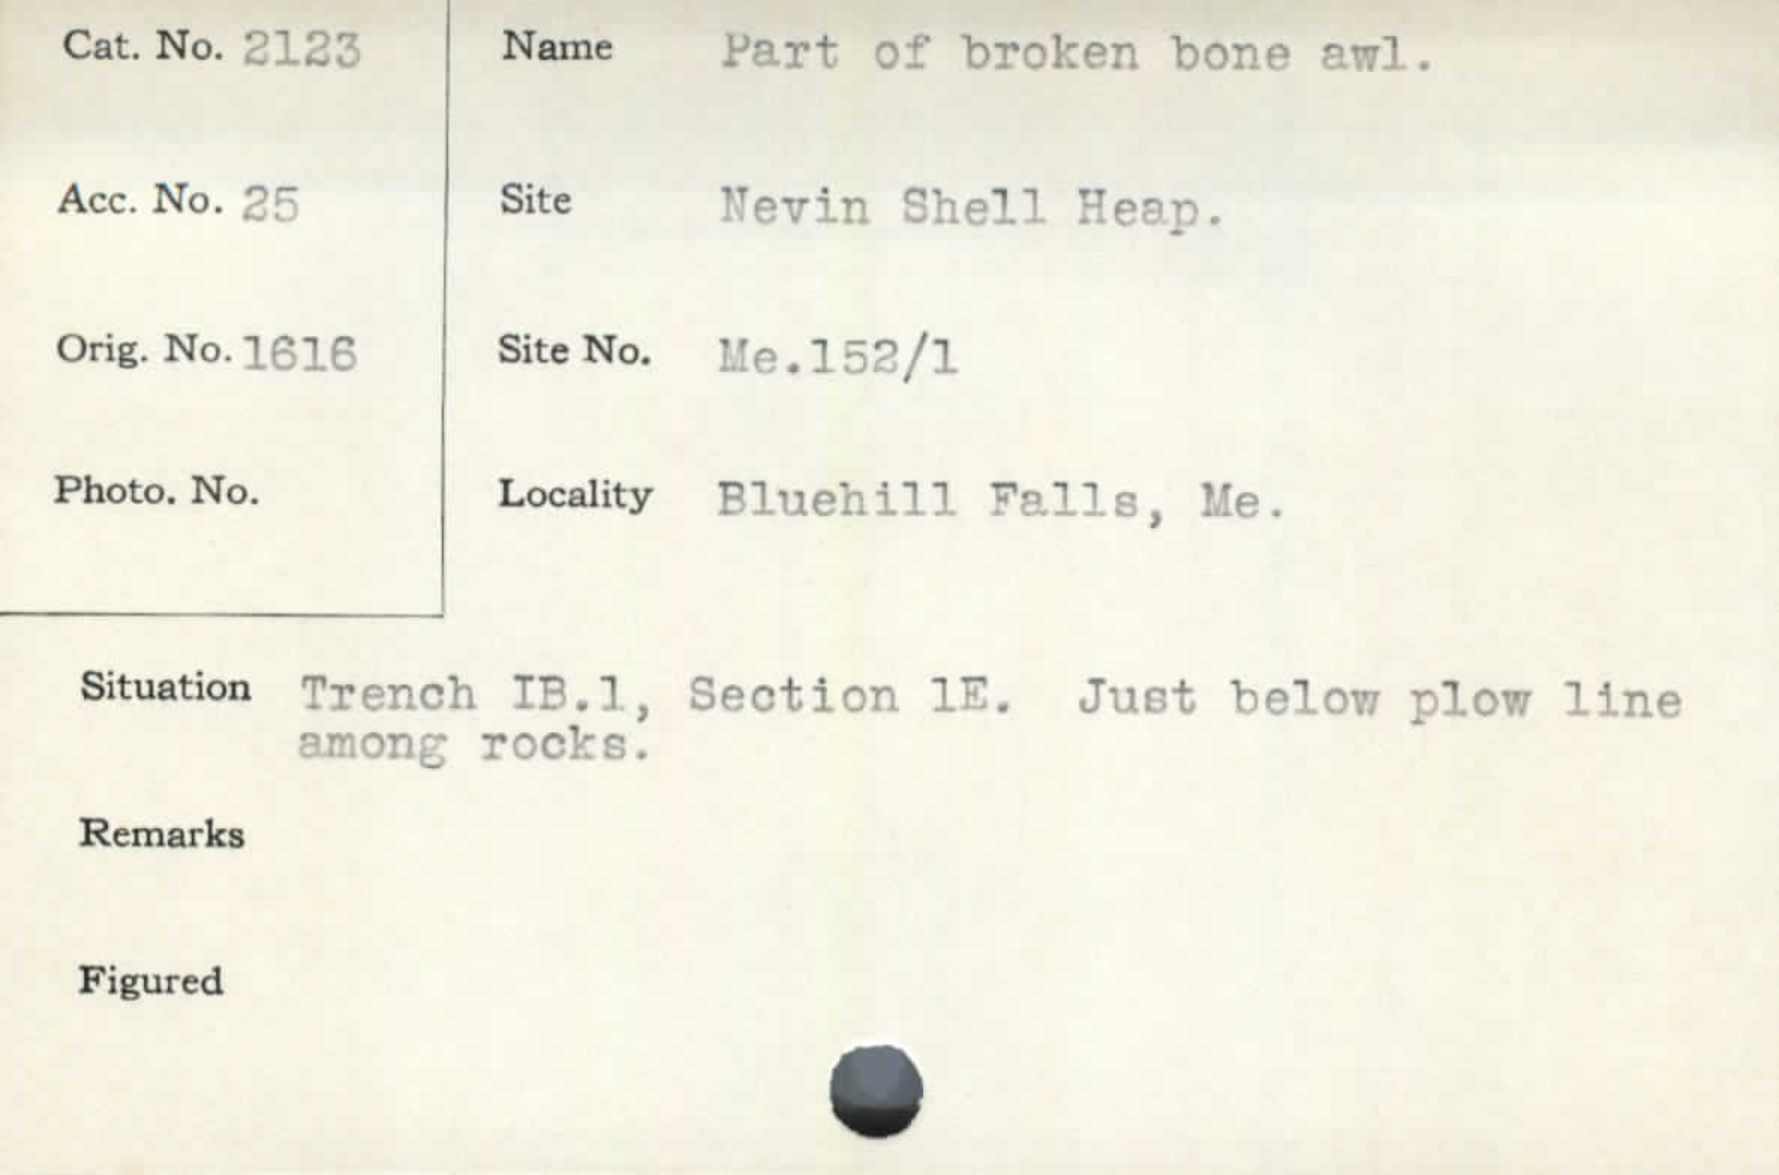 Cat. No. 2123
Acc. No. 25
Orig. No. 1616
Photo. No.
Name Part of broken bone awl.
Site Nevin Shell Heap.
Site No. Me.152/1
Locality Bluehill Falls, Me.
Situation Trench IB.1, Section 1E. Just below plow line
among rocks.
Remarks
Figured